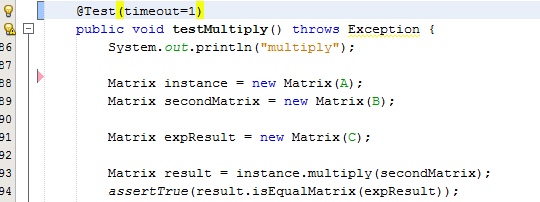 @Test(timeout=1)
public void testMultiply() throws Exception {
86 System.out.println("multiply");
87
88 Matrix instance = new Matrix(A);
89 Matrix secondMatrix = new Matrix(B);
90
91 Matrix expResult = new Matrix(C);
92
93 Matrix result = instance.multiply(secondMatrix);
94 assertTrue(result.isEqualMatrix(expResult));